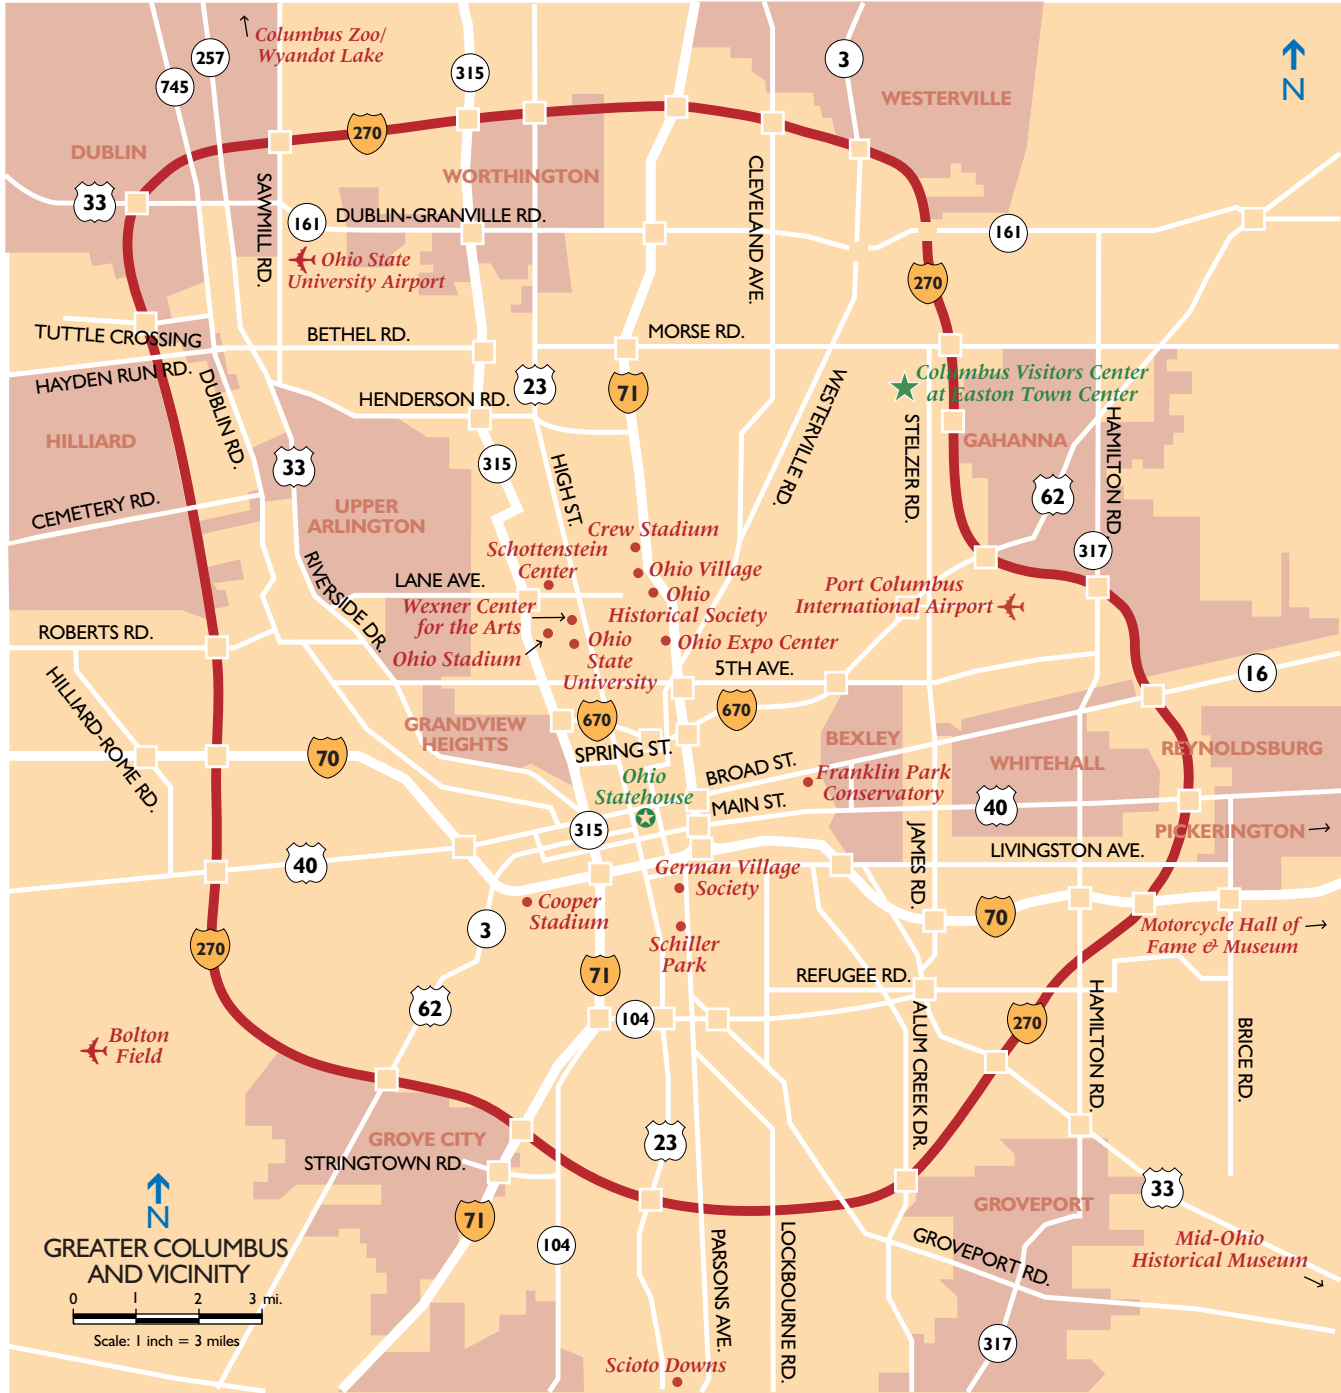 Columbus Zoo/
Wyandot Lake
257
745
315
3
N
WESTERVILLE
270
DUBLIN
WORTHINGTON
33
SAWMILL RD.
161
DUBLIN-GRANVILLE RD.
CLEVELAND AVE.
161
Ohio State
University Airport
270
TUTTLE CROSSING
BETHEL RD.
MORSE RD.
HAYDEN RUN RD.
DUBLIN RD.
23
71
WESTERVILLE RD.
Columbus Visitors Center
at Easton Town Center
HENDERSON RD.
STELZER RD.
HAMILTON RD.
HILLIARD
GAHANNA
33
315
HIGH ST.
62
CEMETERY RD.
UPPER
ARLINGTON
Crew Stadium
Schottenstein
Center
317
RIVERSIDE DR.
LANE AVE.
Ohio Village
Port Columbus
International Airport
Wexner Center
for the Arts
Ohio
Historical Society
ROBERTS RD.
Ohio Stadium
Ohio
State
University
Ohio Expo Center
5TH AVE.
16
HILLIARD-ROME RD.
GRANDVIEW
HEIGHTS
670
670
BEXLEY
REYNOLDSBURG
70
SPRING ST.
BROAD ST.
WHITEHALL
Ohio
Statehouse
Franklin Park
Conservatory
MAIN ST.
40
315
JAMES RD.
PICKERINGTON
LIVINGSTON AVE.
40
German Village
Society
Cooper
Stadium
70
Motorcycle Hall of
Fame & Museum
3
270
Schiller
Park
71
REFUGEE RD.
62
104
ALUM CREEK DR.
270
HAMILTON RD.
BRICE RD.
Bolton
Field
GROVE CITY
23
STRINGTOWN RD.
33
GROVEPORT
N
71
104
PARSONS AVE.
LOCKBOURNE RD.
GROVEPORT RD.
Mid-Ohio
Historical Museum
GREATER COLUMBUS
AND VICINITY
0 1 2 3 mi.
Scale: 1 inch = 3 miles
317
Scioto Downs